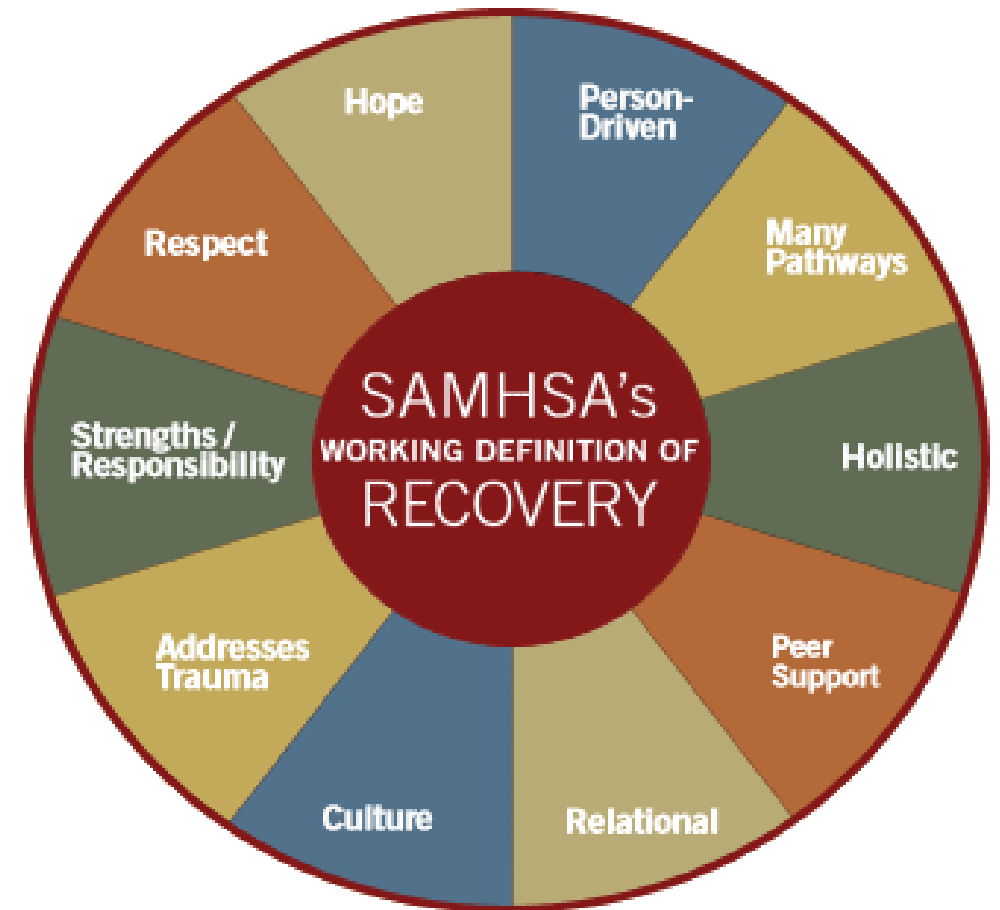 Hope
Person-
Driven
Many
Pathways
Holistic
Peer
Support
Relational
Culture
Addresses
Trauma
Strengths /
Responsibility
Respect
SAMHSA's
WORKING DEFINITION OF
RECOVERY